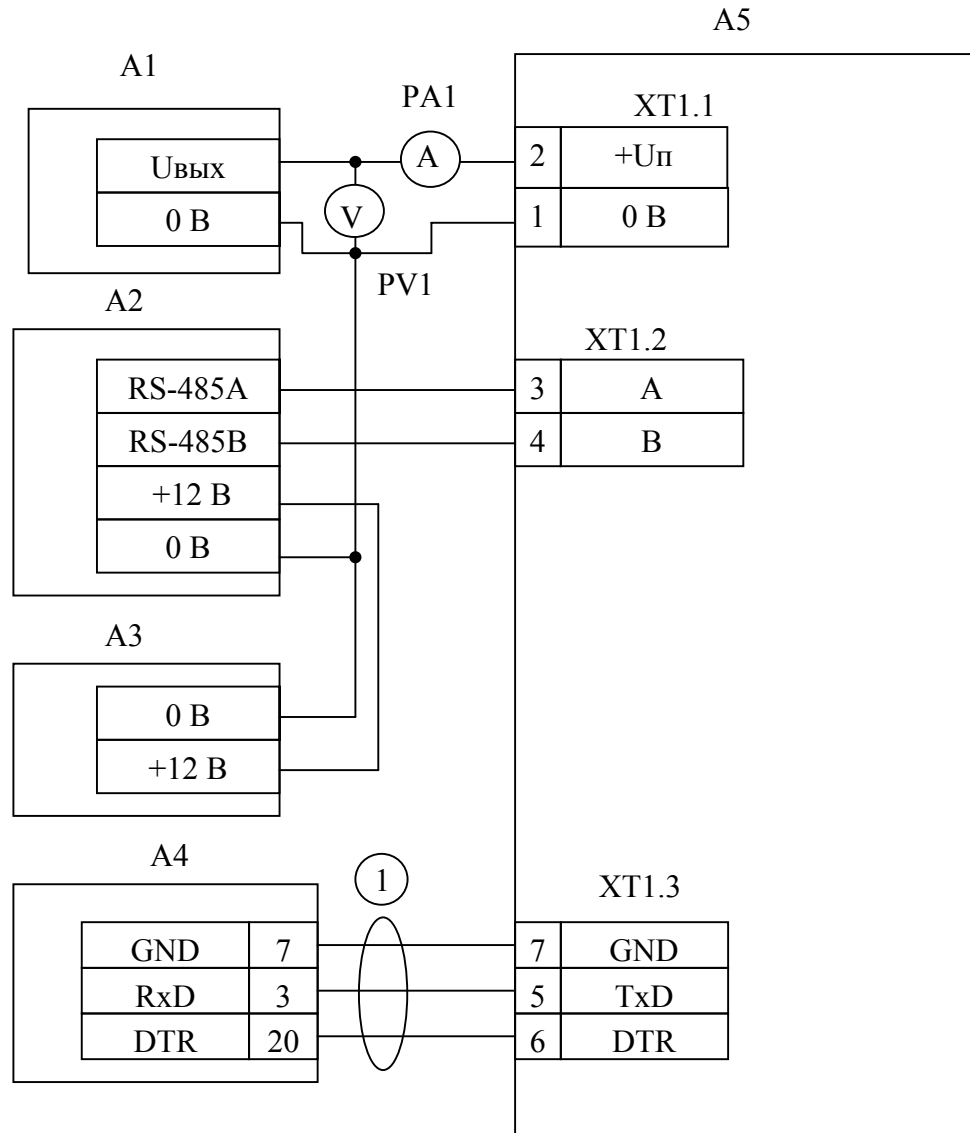 A5
A1
PA1
XT1.1
Uвых
A
2
+Uп
0 В
V
1
0 В
PV1
A2
XT1.2
RS-485A
3
A
RS-485B
4
B
+12 В
0 В
A3
0 В
+12 В
A4
1
XT1.3
GND
7
7
GND
RxD
3
5
TxD
DTR
20
6
DTR